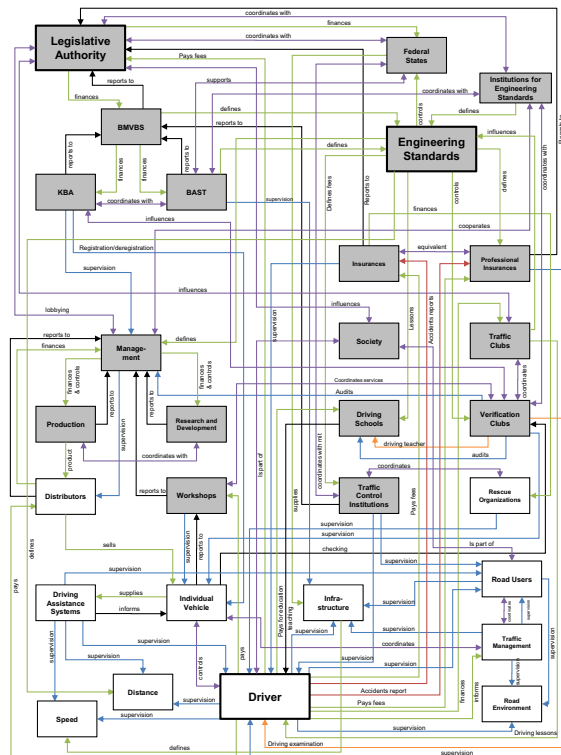 coordinates with
finances
Legislative
Authority
coordinates with
Pays fees
Federal
States
Institutions for
Engineering
Standards
supports
coordinates with
finances
reports to
defines
controls
defines
BMVBS
reports to
influences
Engineering
Standards
reports to
finances
finances
defines
coordinates with
KBA
BAST
supervision
coordinates with
Defines fees
Reports to
controls
defines
finances
influences
cooperates
Registration/deregistration
equivalent
Insurances
Professional
Insurances
supervision
influences
lobbying
supervision
influences
Lessons
Accidents reports
reports to
finances
Manage-
ment
defines
Society
Traffic
Clubs
finances
& controls
finances
& controls
coordinates
Coordinates services
Audits
reports to
reports to
supervision
Production
Research and
Development
Driving
Schools
Verification
Clubs
driving teacher
audits
product
coordinates with
Is part of
coordinates with mit
coordinates
Distributors
reports to
Workshops
Traffic
Control
Institutions
Rescue
Organizations
supplies
Pays fees
supervision
supervision
supervision
reports to
defines
sells
checking
Is part of
pays
supervision
supervision
supervision
Road Users
Driving
Assistance
Systems
supplies
informs
Individual
Vehicle
Infra-
structure
supervision
coordinates
supervision
Pays for education
teaching
supervision
coordinates
Traffic
Management
supervision
supervision
supervision
controls
pays
supervision
finances
informs
Distance
Driver
Accidents report
Pays fees
Road
Environment
supervision
Speed
supervision
supervision
Driving lessons
defines
Driving examination
supervision